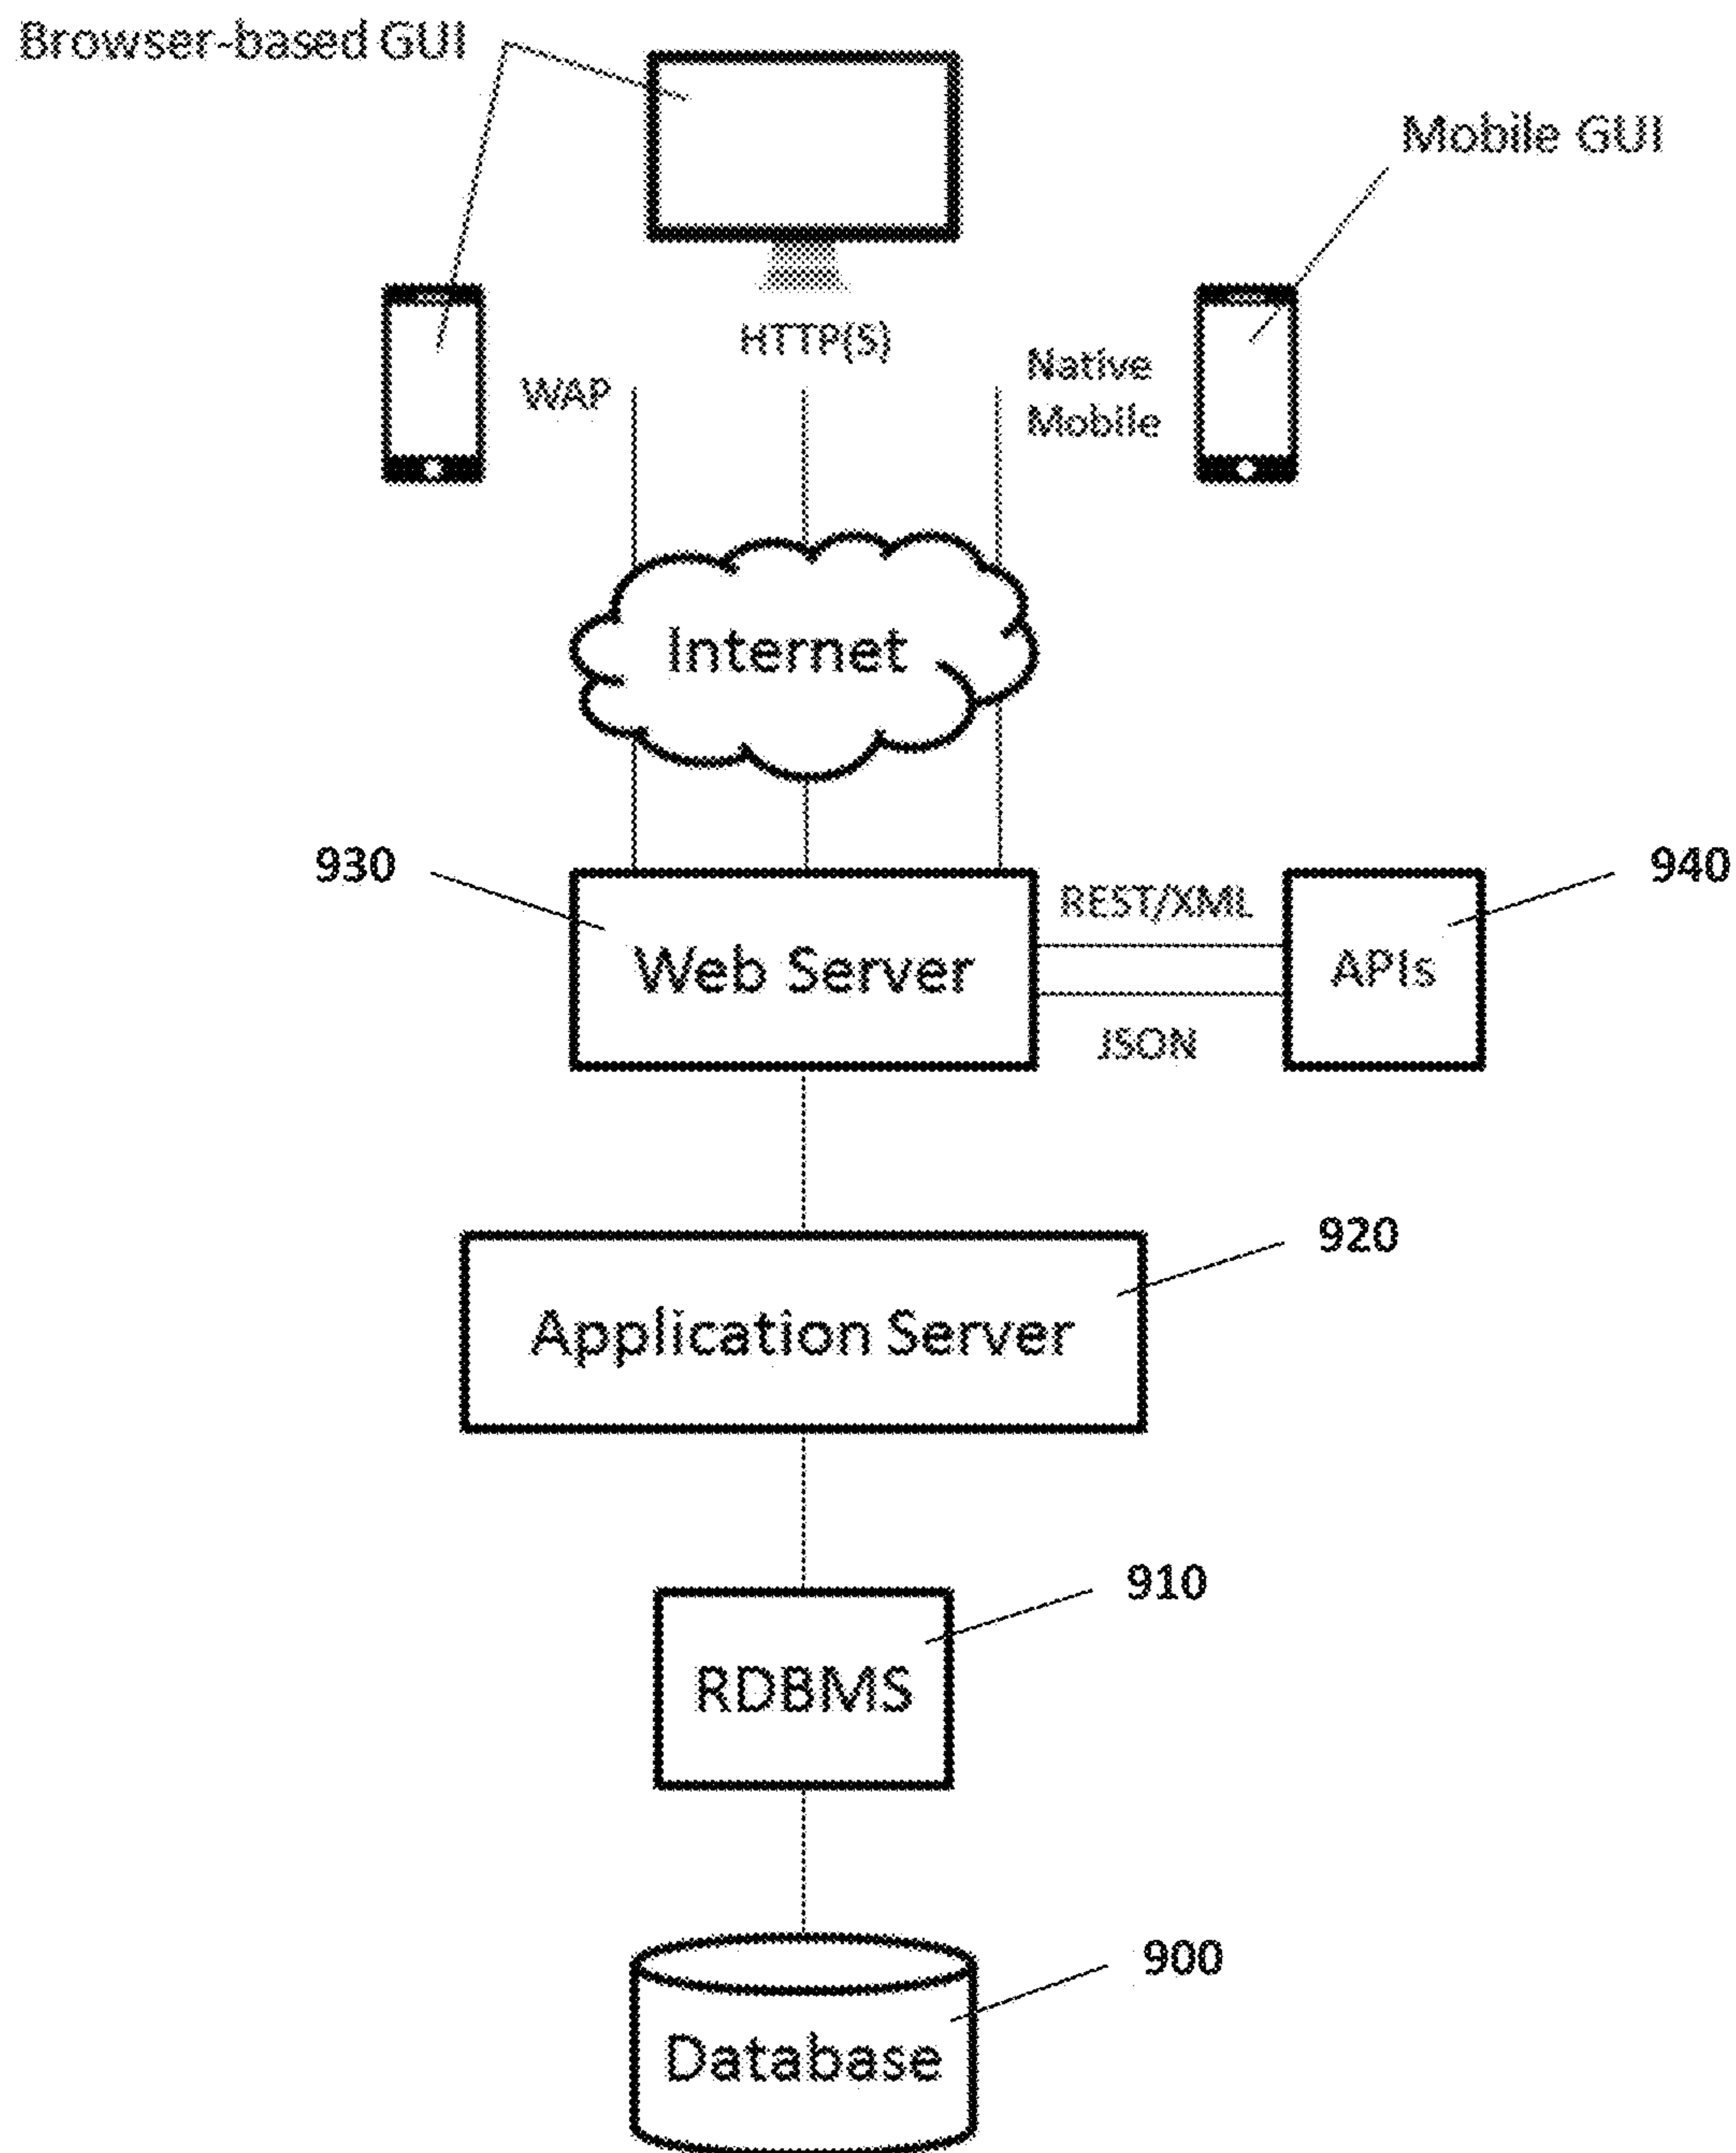 Browser-based GUI
Mobile GUI
HTTP(S)
WAP
Native
Mobile
Internet
930
940
REST/XML
Web Server
APIs
JSON
920
Application Server
910
RDBMS
900
Database